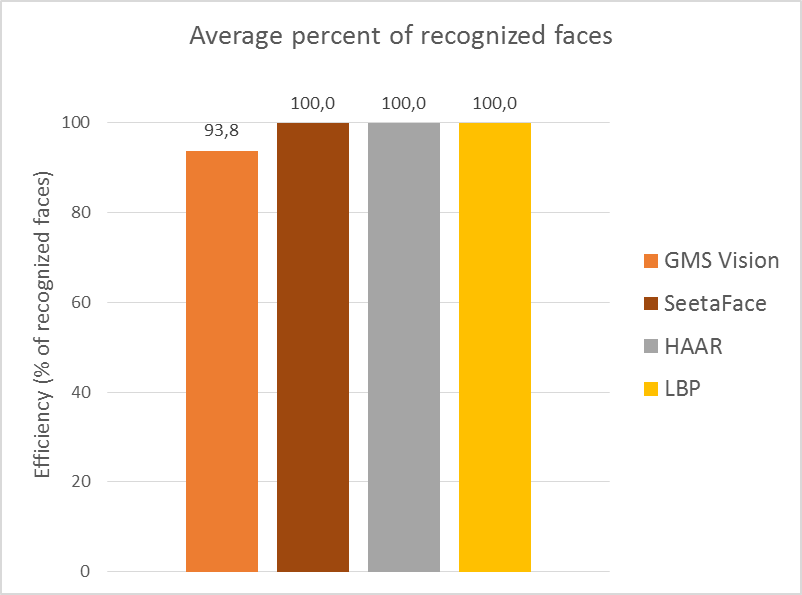 Average percent of recognized faces
100,0
100,0
100,0
93,8
100
80
60
40
20
0
Efficiency (% of recognized faces)
GMS Vision
SeetaFace
HAAR
LBP